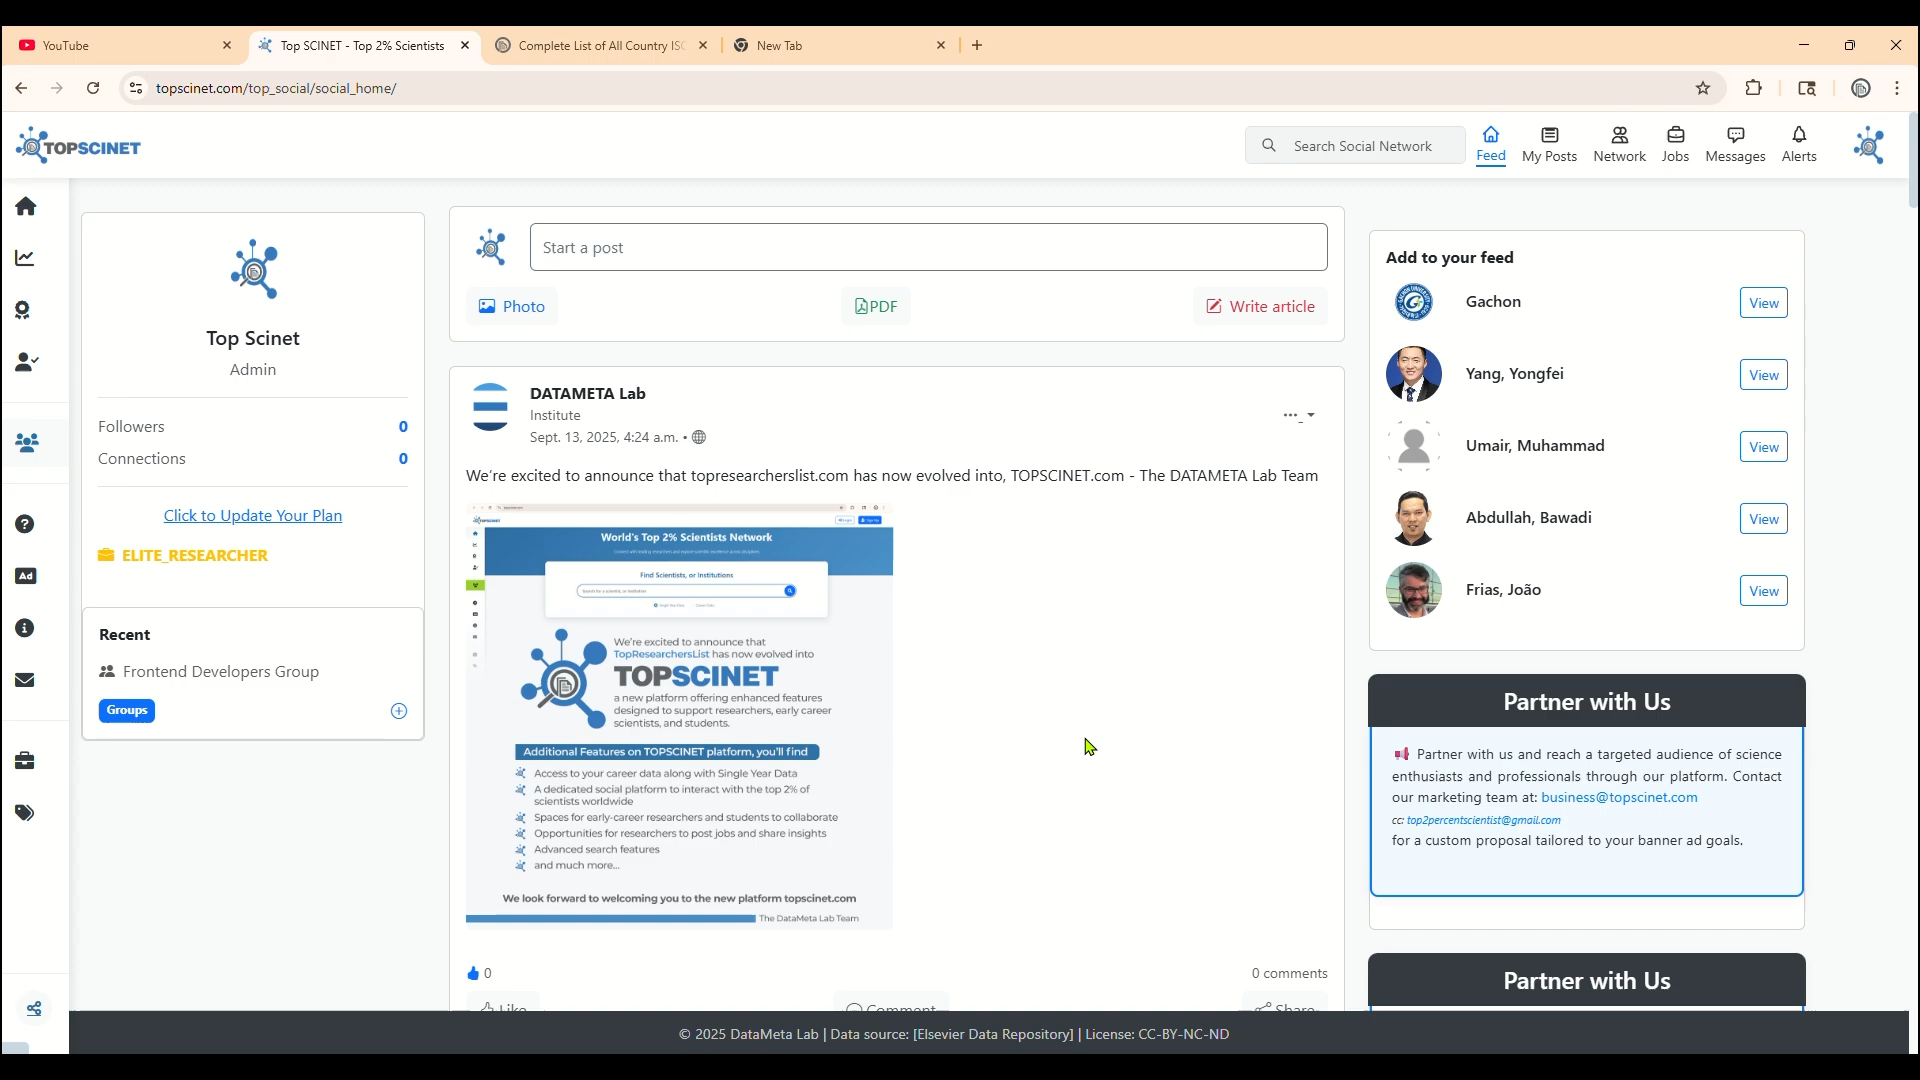 YouTube
Top SCINET - Top 2% Scientists
Complete List of All Country ISO
New Tab
topscinet.com/top_social/social_home/
TOPSCINET
Search Social Network
Feed
My Posts
Network
Jobs
Messages
Alerts
Top Scinet
Admin
Followers 0
Connections 0
Click to Update Your Plan
ELITE_RESEARCHER
Recent
Frontend Developers Group
Groups
Ad
Start a post
Photo
PDF
Write article
DATAMETA Lab
Institute
Sept. 13, 2025, 4:24 a.m. •
We're excited to announce that topresearcherslist.com has now evolved into, TOPSCINET.com - The DATAMETA Lab Team
World's Top 2% Scientists Network
Find Scientists, or Institutions
We're excited to announce that
TopResearchersList has now evolved into
TOPSCINET
a new platform offering enhanced features
designed to support researchers, early career
scientists, and students.
Additional Features on TOPSCINET platform, you'll find
Access to your career data along with Single Year Data
A dedicated social platform to interact with the top 2% of
scientists worldwide
Spaces for early-career researchers and students to collaborate
Opportunities for researchers to post jobs and share insights
Advanced search features
and much more...
We look forward to welcoming you to the new platform topscinet.com
The DataMeta Lab Team
0
0 comments
Like
Comment
Share
Add to your feed
Gachon View
Yang, Yongfei View
Umair, Muhammad View
Abdullah, Bawadi View
Frias, João View
Partner with Us
Partner with us and reach a targeted audience of science
enthusiasts and professionals through our platform. Contact
our marketing team at: business@topscinet.com
cc: top2percentscientist@gmail.com
for a custom proposal tailored to your banner ad goals.
Partner with Us
© 2025 DataMeta Lab | Data source: [Elsevier Data Repository] | License: CC-BY-NC-ND